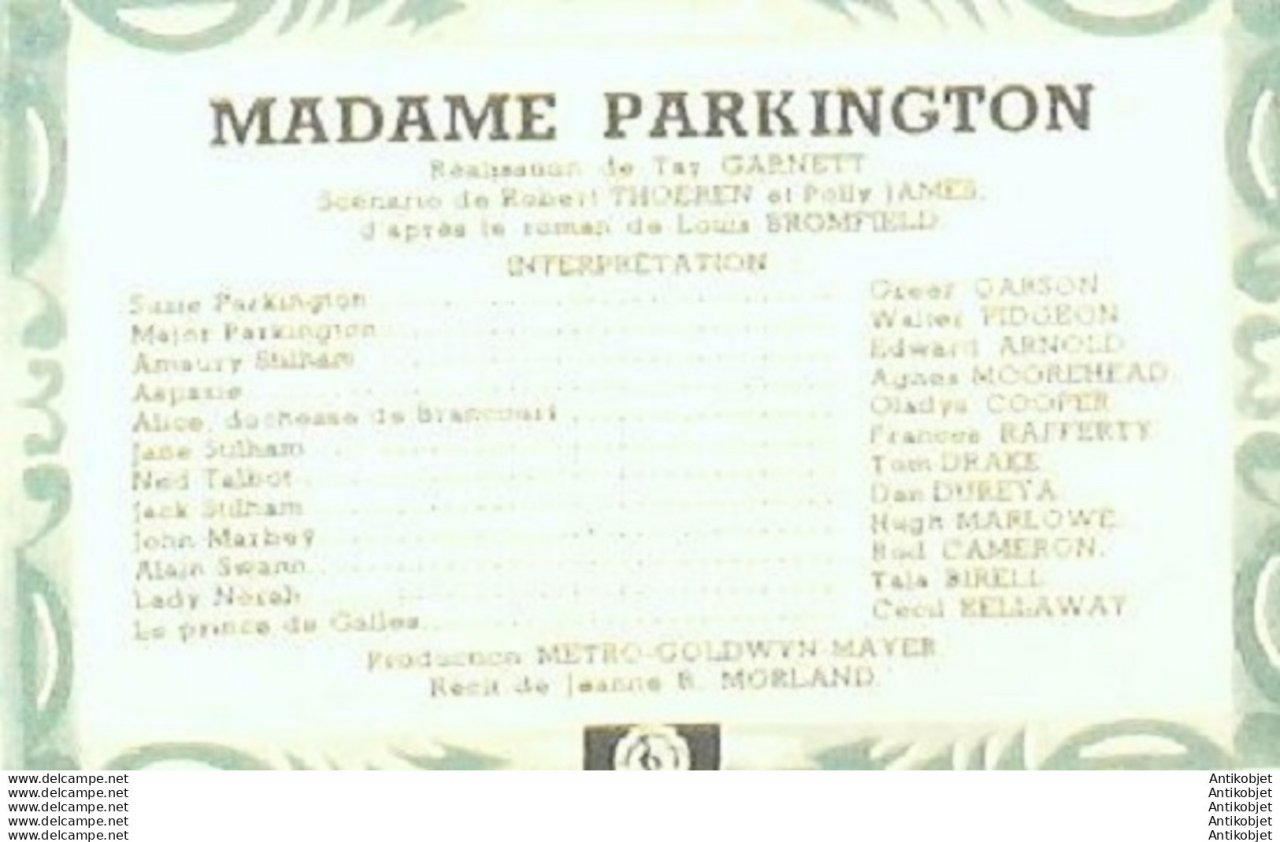 MADAME PARKINGTON
Réalisation de Tay GARNETT
Scénario de Robert THOEREN et Polly JAMES.
d'après le roman de Louis BROMFIELD.
INTERPRÉTATION
Suzie Parkington ........ Greer GARSON
Major Parkington ........ Walter PIDGEON
Amaury Stilham ........ Edward ARNOLD
Aspasie ........ Agnes MOOREHEAD
Alice, duchesse de Brancourt ........ Gladys COOPER
Jane Stilham ........ Frances RAFFERTY
Ned Talbot ........ Tom DRAKE
Jack Stilham ........ Dan DUREYA
John Marbey ........ Hugh MARLOWE
Alain Swann ........ Rod CAMERON.
Lady Norah ........ Tala BIRELL
Le prince de Galles ........ Cecil KELLAWAY
Production METRO-GOLDWYN-MAYER
Récit de Jeanne R. MORLAND.
www.delcampe.net Antikobjet
www.delcampe.net Antikobjet
www.delcampe.net Antikobjet
www.delcampe.net Antikobjet
www.delcampe.net Antikobjet